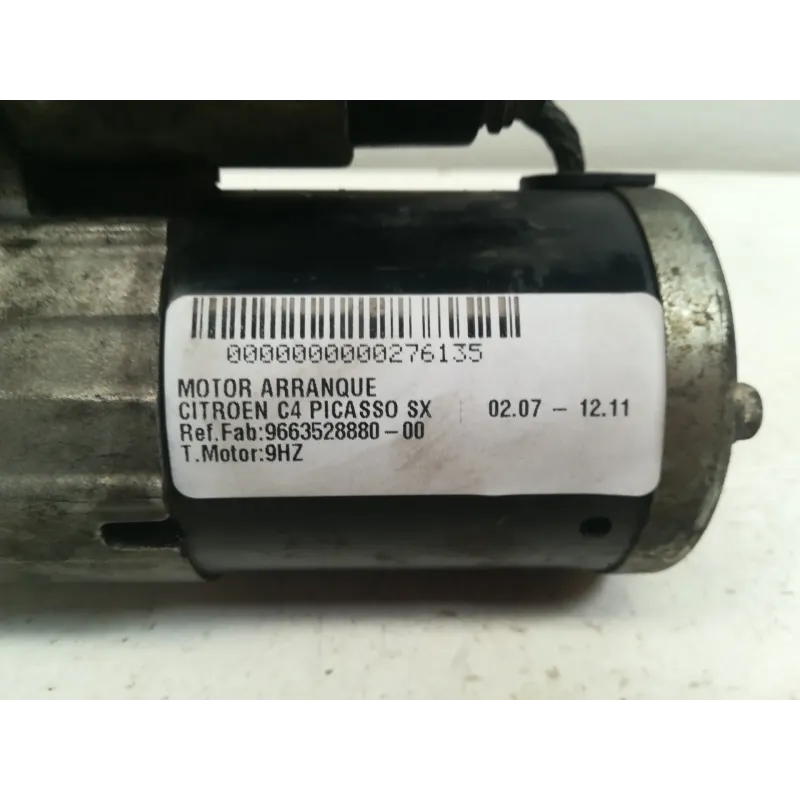 0000000000276135
MOTOR ARRANQUE
CITROEN C4 PICASSO SX | 02.07 - 12.11
Ref.Fab:9663528880-00
T.Motor:9HZ